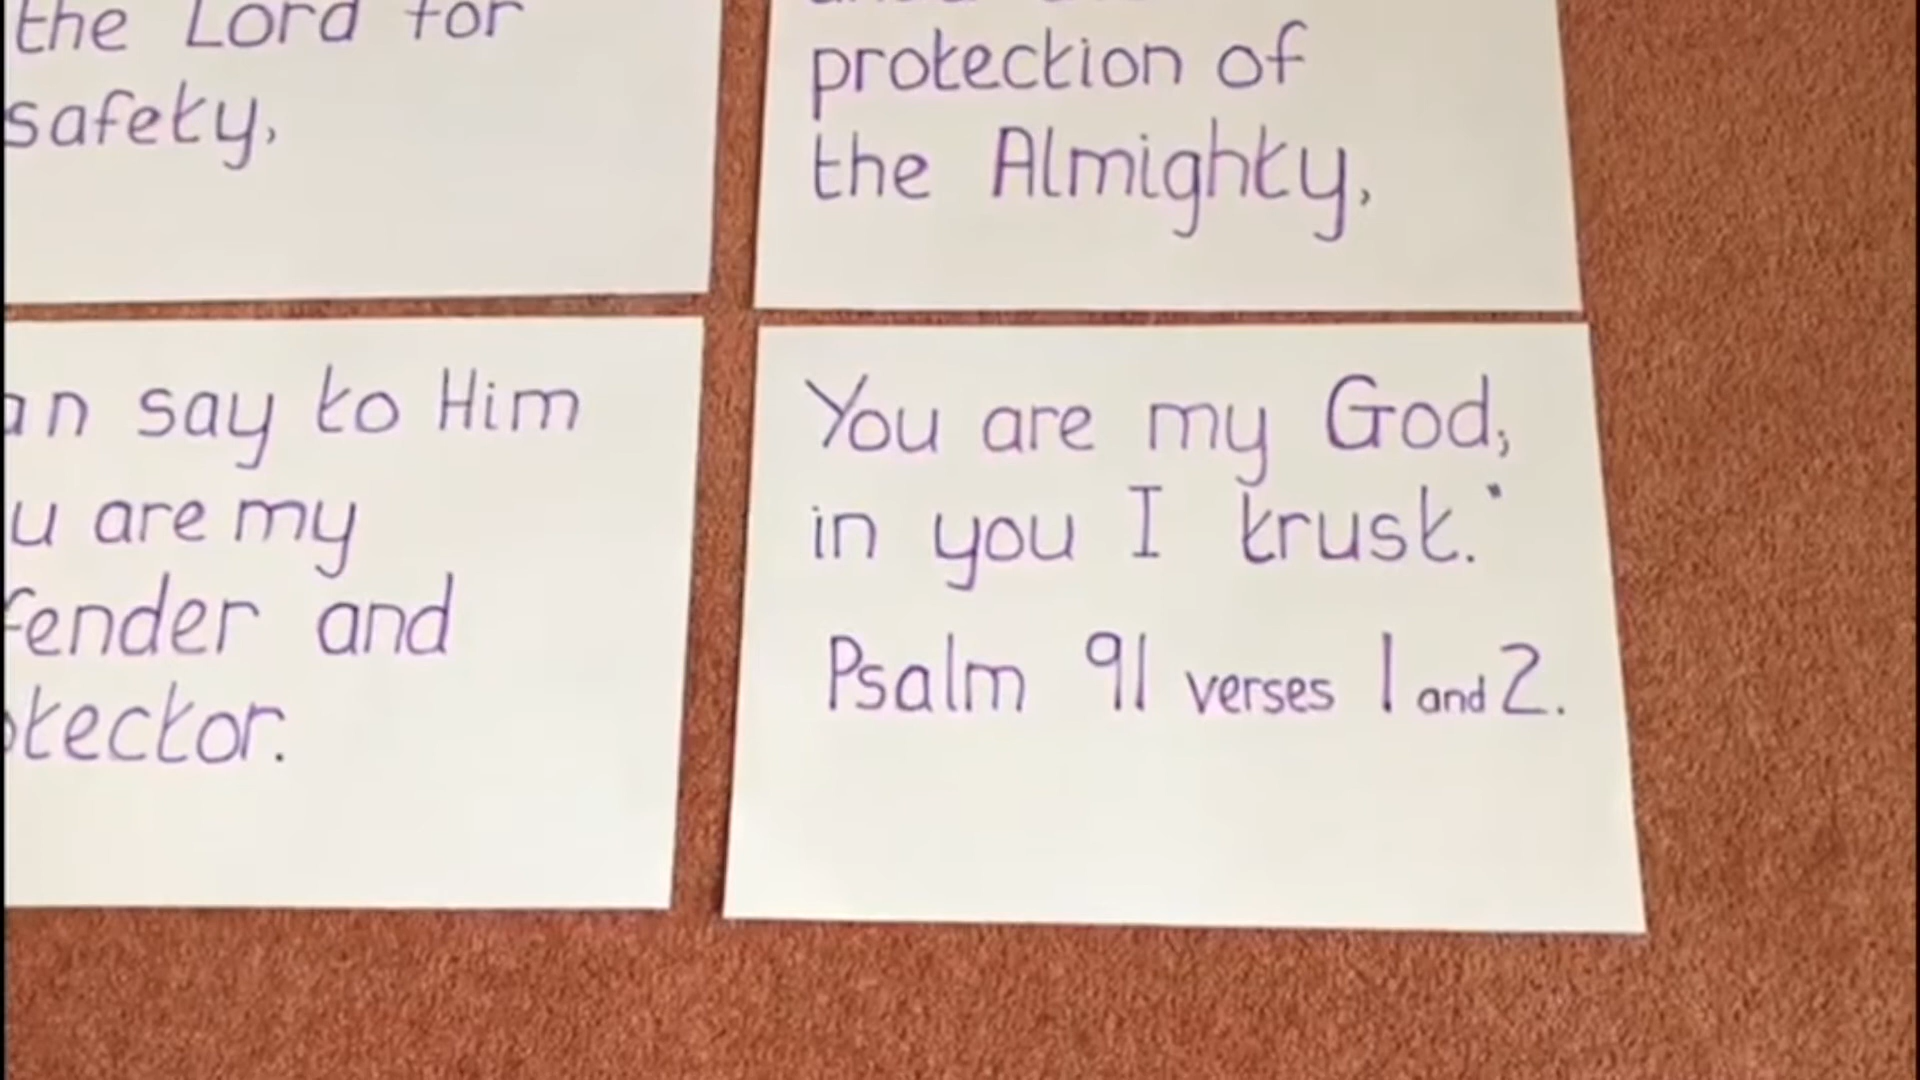 the Lord for
safety,
protection of
the Almighty,
an say to Him
u are my
fender and
tector.
You are my God;
in you I trust."
Psalm 91 verses 1 and 2.